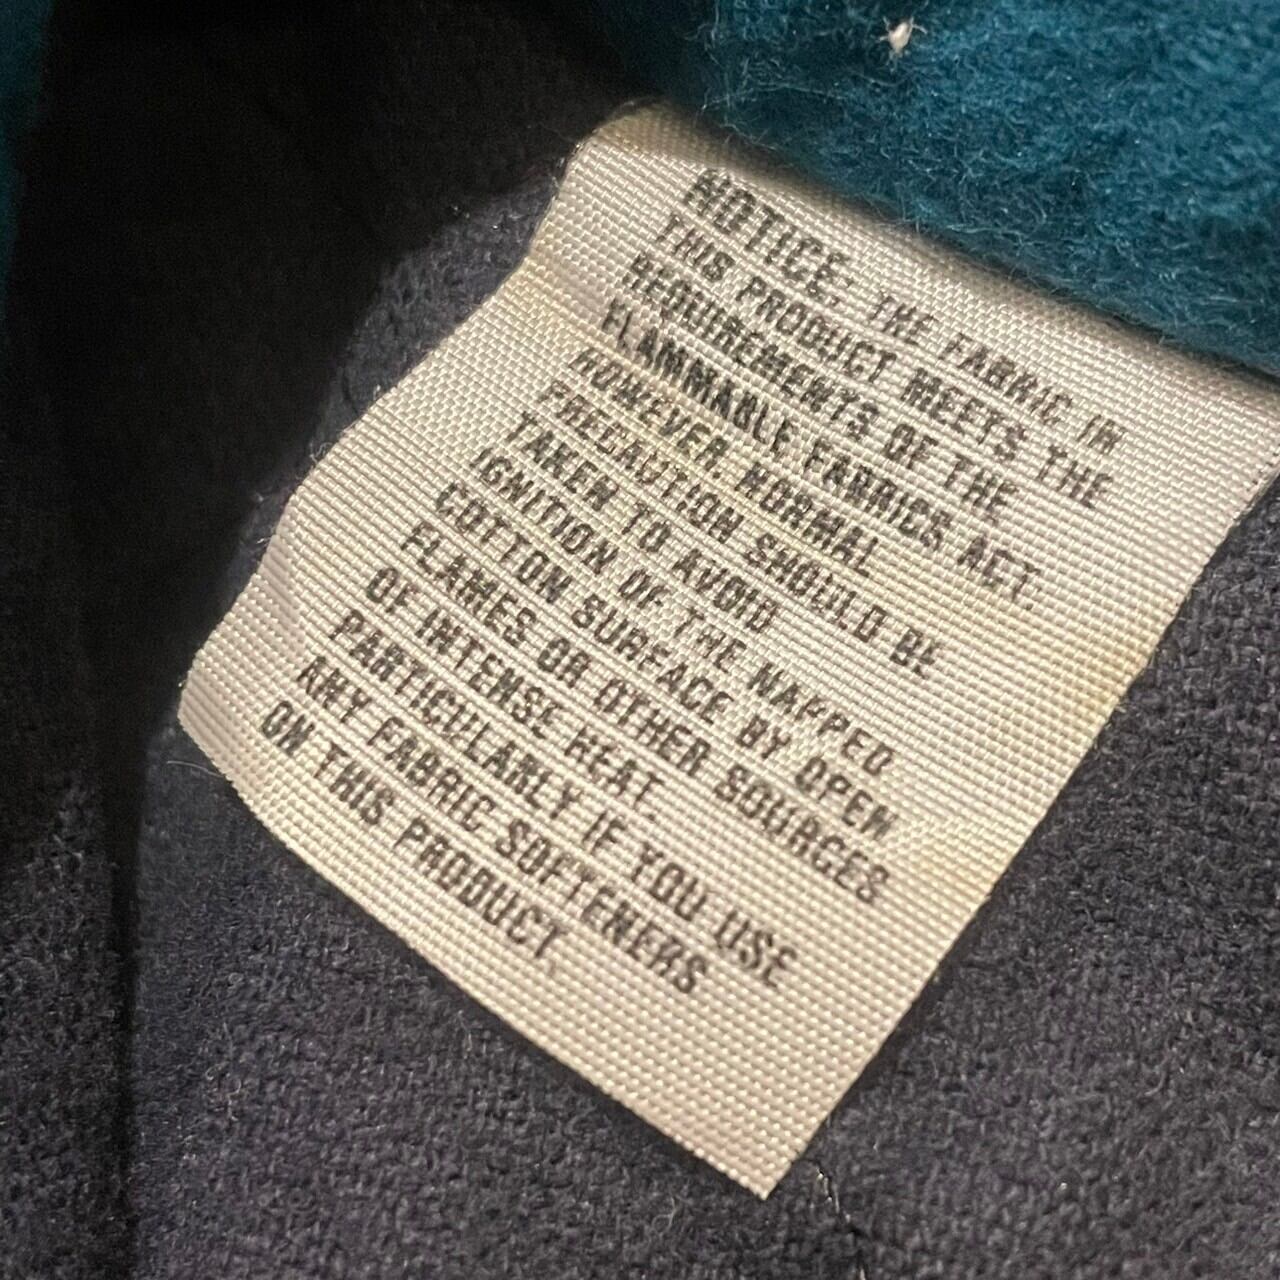 NOTICE: THE FABRIC IN
THIS PRODUCT MEETS THE
REQUIREMENTS OF THE
FLAMMABLE FABRICS ACT.
HOWEVER, NORMAL
PRECAUTION SHOULD BE
TAKEN TO AVOID
IGNITION OF THE NAPPED
COTTON SURFACE BY OPEN
FLAMES OR OTHER SOURCES
OF INTENSE HEAT.
PARTICULARLY IF YOU USE
ANY FABRIC SOFTENERS
ON THIS PRODUCT.